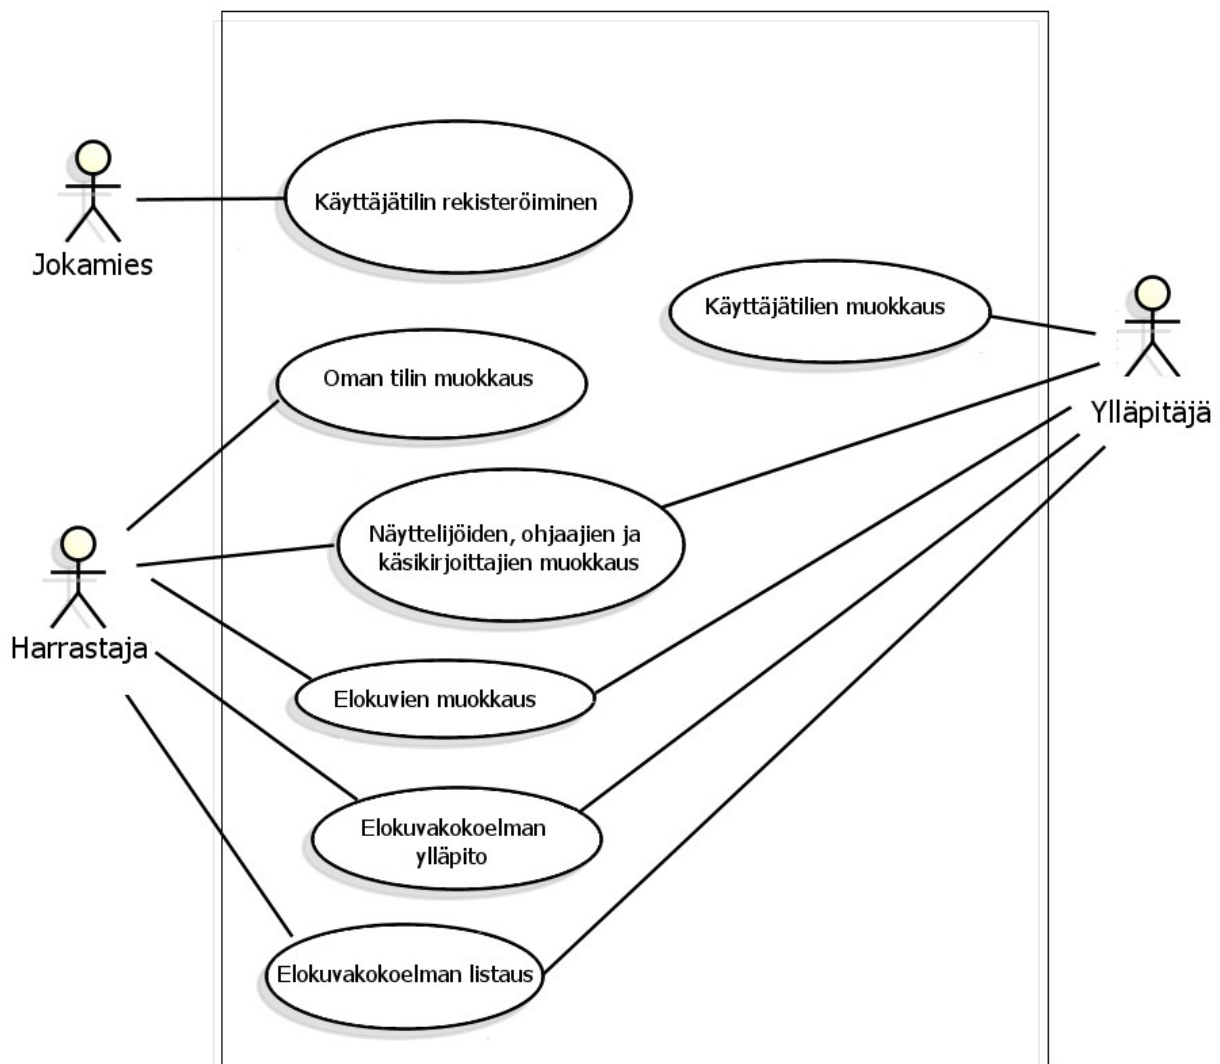 Käyttäjätilin rekisteröiminen
Jokamies
Käyttäjätilien muokkaus
Oman tilin muokkaus
Ylläpitäjä
Näyttelijöiden, ohjaajien ja
käsikirjoittajien muokkaus
Harrastaja
Elokuvien muokkaus
Elokuvakokoelman
ylläpito
Elokuvakokoelman listaus